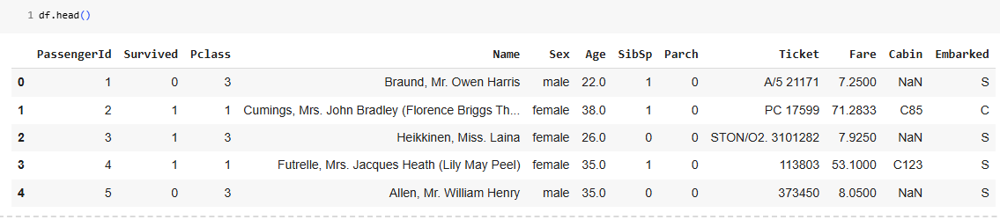 1 df.head()
PassengerId Survived Pclass Name Sex Age SibSp Parch Ticket Fare Cabin Embarked
0 1 0 3 Braund, Mr. Owen Harris male 22.0 1 0 A/5 21171 7.2500 NaN S
1 2 1 1 Cumings, Mrs. John Bradley (Florence Briggs Th... female 38.0 1 0 PC 17599 71.2833 C85 C
2 3 1 3 Heikkinen, Miss. Laina female 26.0 0 0 STON/O2. 3101282 7.9250 NaN S
3 4 1 1 Futrelle, Mrs. Jacques Heath (Lily May Peel) female 35.0 1 0 113803 53.1000 C123 S
4 5 0 3 Allen, Mr. William Henry male 35.0 0 0 373450 8.0500 NaN S